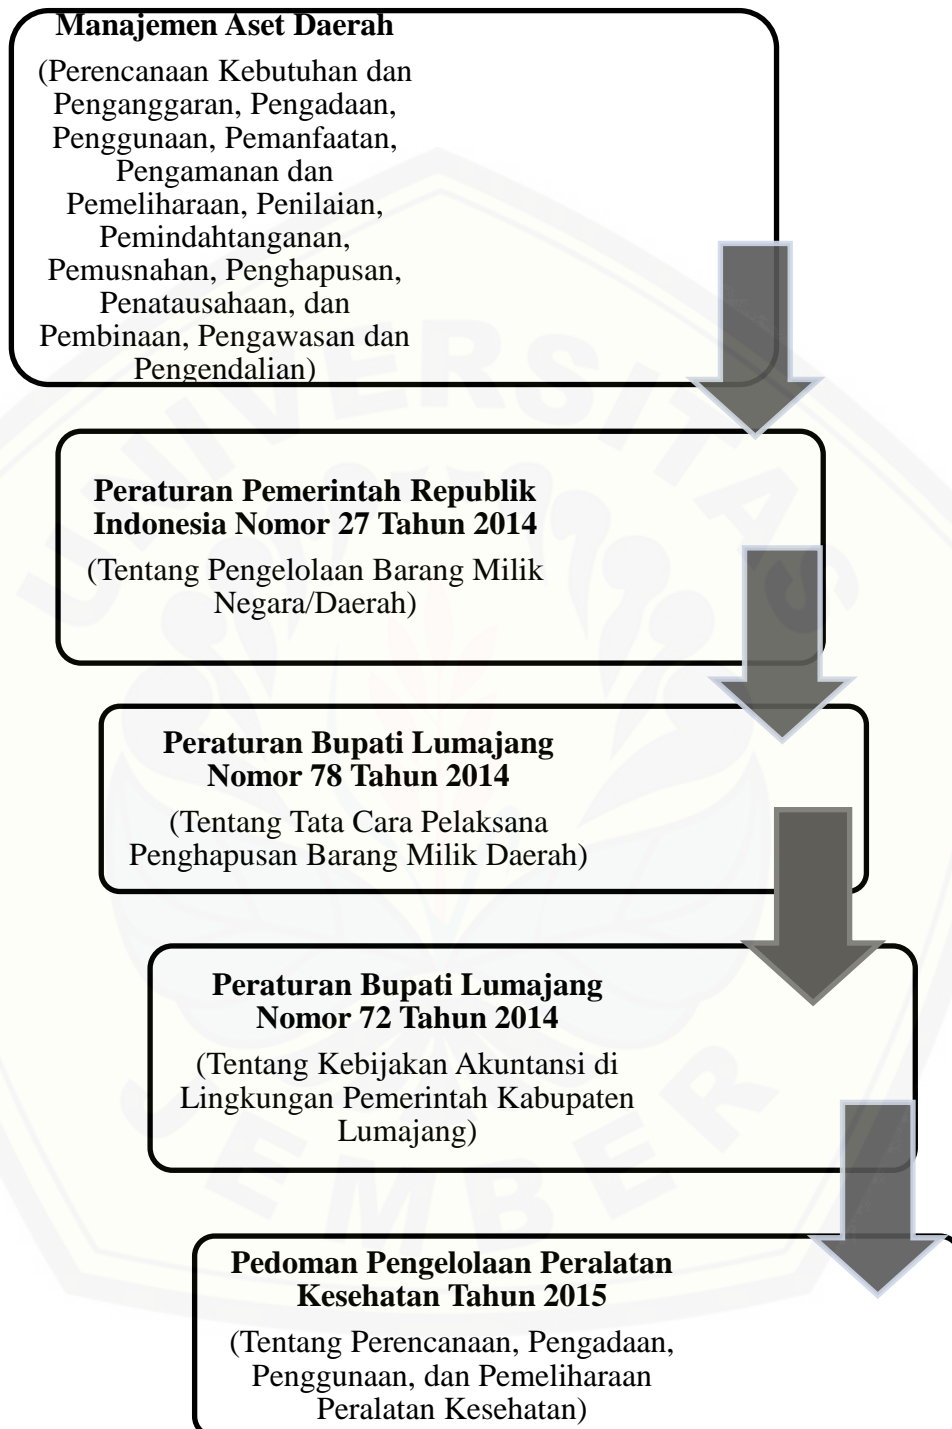 Manajemen Aset Daerah
(Perencanaan Kebutuhan dan
Penganggaran, Pengadaan,
Penggunaan, Pemanfaatan,
Pengamanan dan
Pemeliharaan, Penilaian,
Pemindahtanganan,
Pemusnahan, Penghapusan,
Penatausahaan, dan
Pembinaan, Pengawasan dan
Pengendalian)
Peraturan Pemerintah Republik
Indonesia Nomor 27 Tahun 2014
(Tentang Pengelolaan Barang Milik
Negara/Daerah)
Peraturan Bupati Lumajang
Nomor 78 Tahun 2014
(Tentang Tata Cara Pelaksana
Penghapusan Barang Milik Daerah)
Peraturan Bupati Lumajang
Nomor 72 Tahun 2014
(Tentang Kebijakan Akuntansi di
Lingkungan Pemerintah Kabupaten
Lumajang)
Pedoman Pengelolaan Peralatan
Kesehatan Tahun 2015
(Tentang Perencanaan, Pengadaan,
Penggunaan, dan Pemeliharaan
Peralatan Kesehatan)
UNIVERSITAS
JEMBER